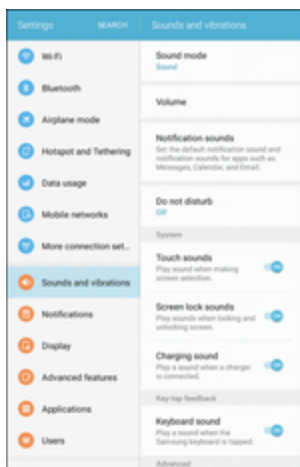 Settings
SEARCH
Wi-Fi
Bluetooth
Airplane mode
Hotspot and Tethering
Data usage
Mobile networks
More connection set...
Sounds and vibrations
Notifications
Display
Advanced features
Applications
Users
Sounds and vibrations
Sound mode
Sound
Volume
Notification sounds
Set the default notification sound and
notification sounds for apps such as
Messages, Calendar, and Email.
Do not disturb
Off
System
Touch sounds
Play sound when making
screen selection.
ON
Screen lock sounds
Play sounds when locking and
unlocking screen.
ON
Charging sound
Play a sound when a charger
is connected.
ON
Key-tap feedback
Keyboard sound
Play a sound when the
Samsung keyboard is tapped.
ON
Advanced